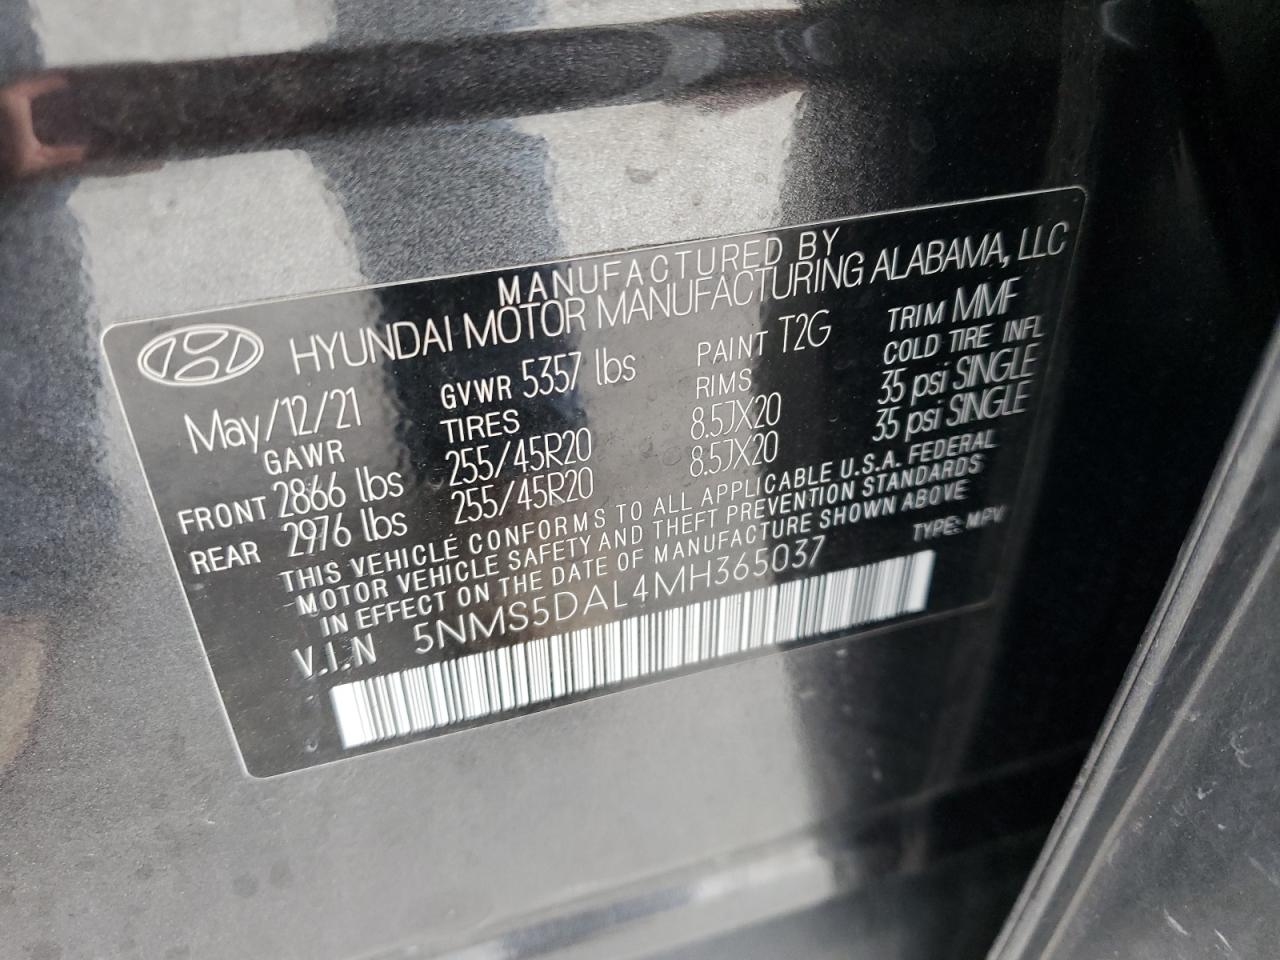 MANUFACTURED BY
HYUNDAI MOTOR MANUFACTURING ALABAMA, LLC
May/12/21 GVWR 5357 lbs PAINT T2G TRIM MMF
GAWR TIRES RIMS COLD TIRE INFL
FRONT 2866 lbs 255/45R20 8.5JX20 35 psi SINGLE
REAR 2976 lbs 255/45R20 8.5JX20 35 psi SINGLE
THIS VEHICLE CONFORMS TO ALL APPLICABLE U.S.A. FEDERAL
MOTOR VEHICLE SAFETY AND THEFT PREVENTION STANDARDS
IN EFFECT ON THE DATE OF MANUFACTURE SHOWN ABOVE
V.I.N 5NMS5DAL4MH365037 TYPE: MPV